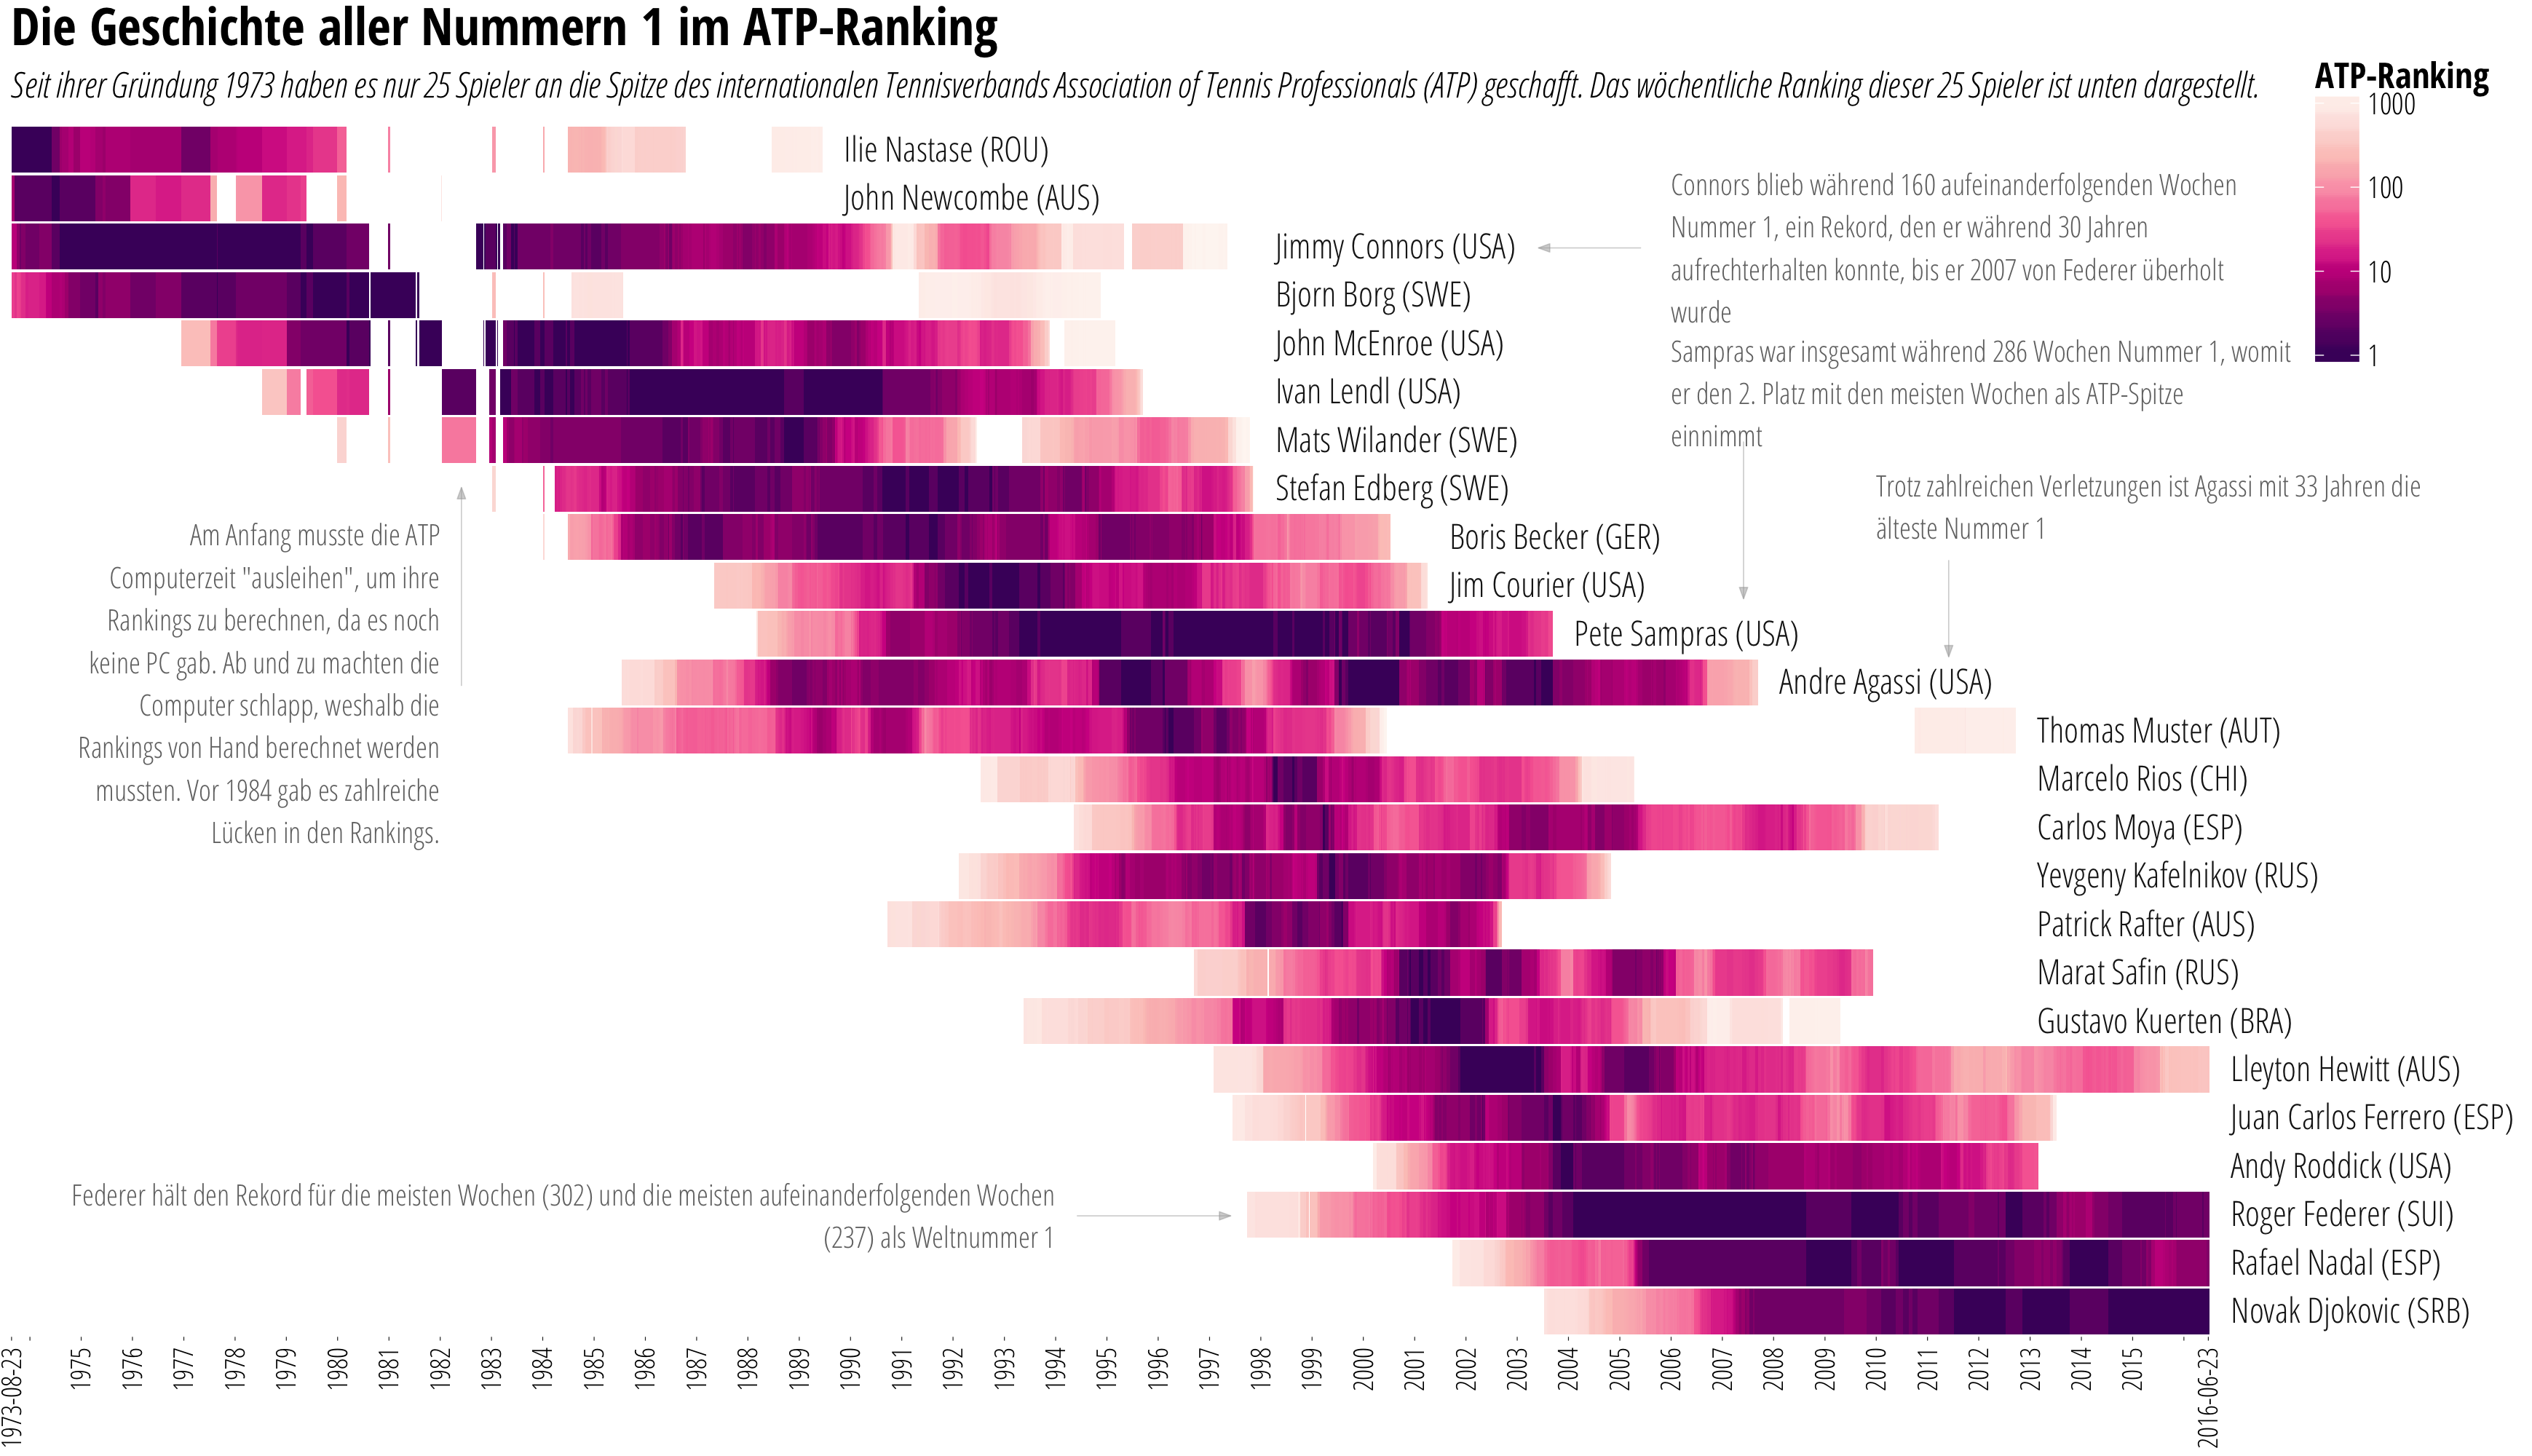 Die Geschichte aller Nummern 1 im ATP-Ranking
Seit ihrer Gründung 1973 haben es nur 25 Spieler an die Spitze des internationalen Tennisverbands Association of Tennis Professionals (ATP) geschafft. Das wöchentliche Ranking dieser 25 Spieler ist unten dargestellt.
ATP-Ranking
1000
100
10
1
Ilie Nastase (ROU)
John Newcombe (AUS)
Jimmy Connors (USA)
Bjorn Borg (SWE)
John McEnroe (USA)
Ivan Lendl (USA)
Mats Wilander (SWE)
Stefan Edberg (SWE)
Boris Becker (GER)
Jim Courier (USA)
Pete Sampras (USA)
Andre Agassi (USA)
Thomas Muster (AUT)
Marcelo Rios (CHI)
Carlos Moya (ESP)
Yevgeny Kafelnikov (RUS)
Patrick Rafter (AUS)
Marat Safin (RUS)
Gustavo Kuerten (BRA)
Lleyton Hewitt (AUS)
Juan Carlos Ferrero (ESP)
Andy Roddick (USA)
Roger Federer (SUI)
Rafael Nadal (ESP)
Novak Djokovic (SRB)
Connors blieb während 160 aufeinanderfolgenden Wochen
Nummer 1, ein Rekord, den er während 30 Jahren
aufrechterhalten konnte, bis er 2007 von Federer überholt
wurde
Sampras war insgesamt während 286 Wochen Nummer 1, womit
er den 2. Platz mit den meisten Wochen als ATP-Spitze
einnimmt
Trotz zahlreichen Verletzungen ist Agassi mit 33 Jahren die
älteste Nummer 1
Am Anfang musste die ATP
Computerzeit "ausleihen", um ihre
Rankings zu berechnen, da es noch
keine PC gab. Ab und zu machten die
Computer schlapp, weshalb die
Rankings von Hand berechnet werden
mussten. Vor 1984 gab es zahlreiche
Lücken in den Rankings.
Federer hält den Rekord für die meisten Wochen (302) und die meisten aufeinanderfolgenden Wochen
(237) als Weltnummer 1
1973-08-23
1975
1976
1977
1978
1979
1980
1981
1982
1983
1984
1985
1986
1987
1988
1989
1990
1991
1992
1993
1994
1995
1996
1997
1998
1999
2000
2001
2002
2003
2004
2005
2006
2007
2008
2009
2010
2011
2012
2013
2014
2015
2016-06-23